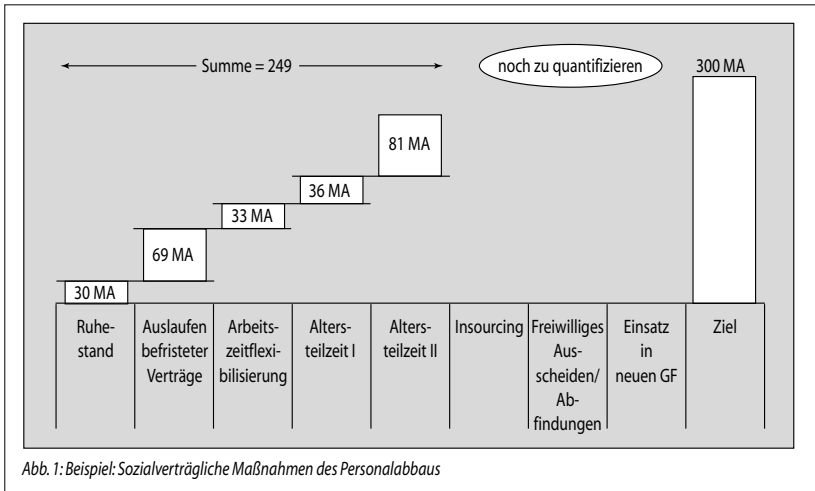 Summe = 249
noch zu quantifizieren
300 MA
81 MA
36 MA
33 MA
69 MA
30 MA
Ruhe-
stand
Auslaufen
befristeter
Verträge
Arbeits-
zeitflexi-
bilisierung
Alters-
teilzeit I
Alters-
teilzeit II
Insourcing
Freiwilliges
Aus-
scheiden/
Ab-
findungen
Einsatz
in
neuen GF
Ziel
Abb. 1: Beispiel: Sozialverträgliche Maßnahmen des Personalabbaus